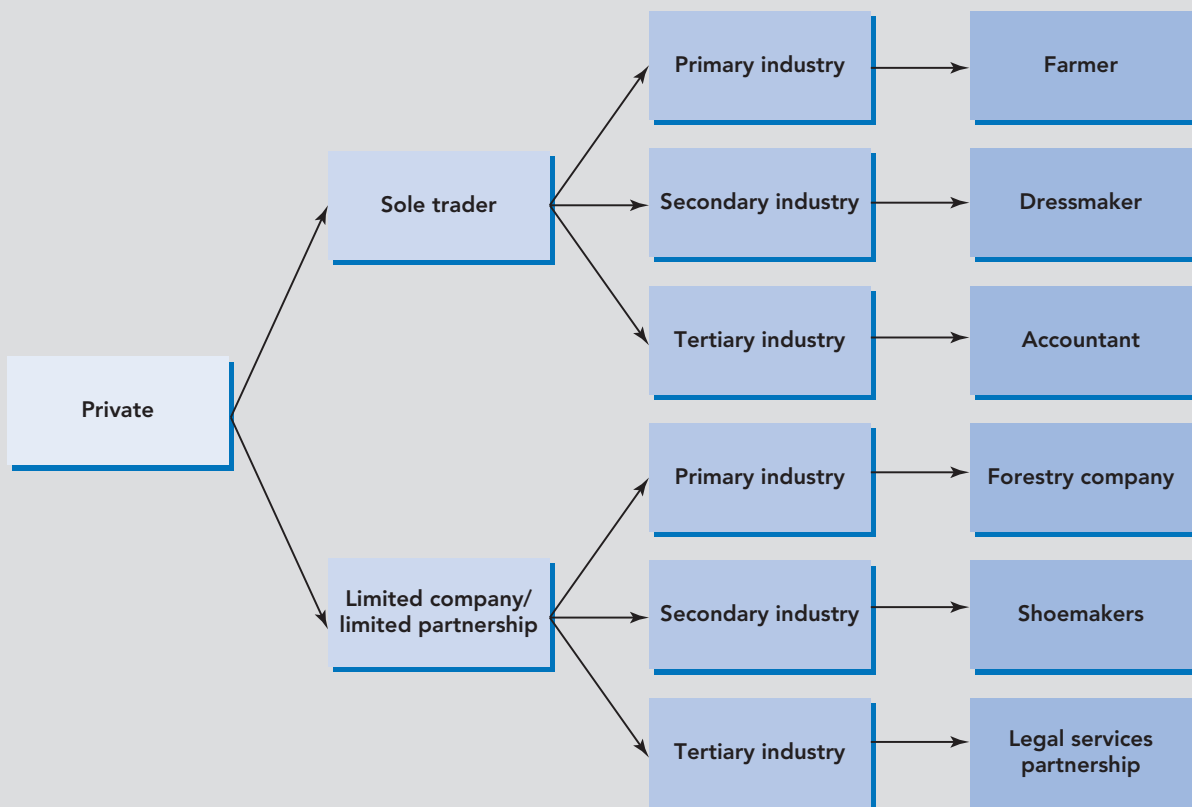 Primary industry
Farmer
Sole trader
Secondary industry
Dressmaker
Tertiary industry
Accountant
Private
Primary industry
Forestry company
Limited company/
limited partnership
Secondary industry
Shoemakers
Tertiary industry
Legal services
partnership